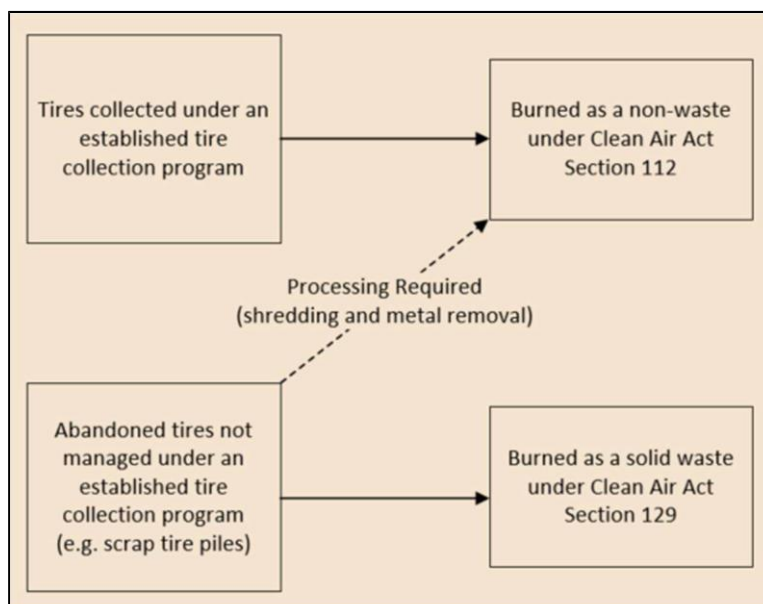 Tires collected under an
established tire
collection program
Burned as a non-waste
under Clean Air Act
Section 112
Processing Required
(shredding and metal removal)
Abandoned tires not
managed under an
established tire
collection program
(e.g. scrap tire piles)
Burned as a solid waste
under Clean Air Act
Section 129